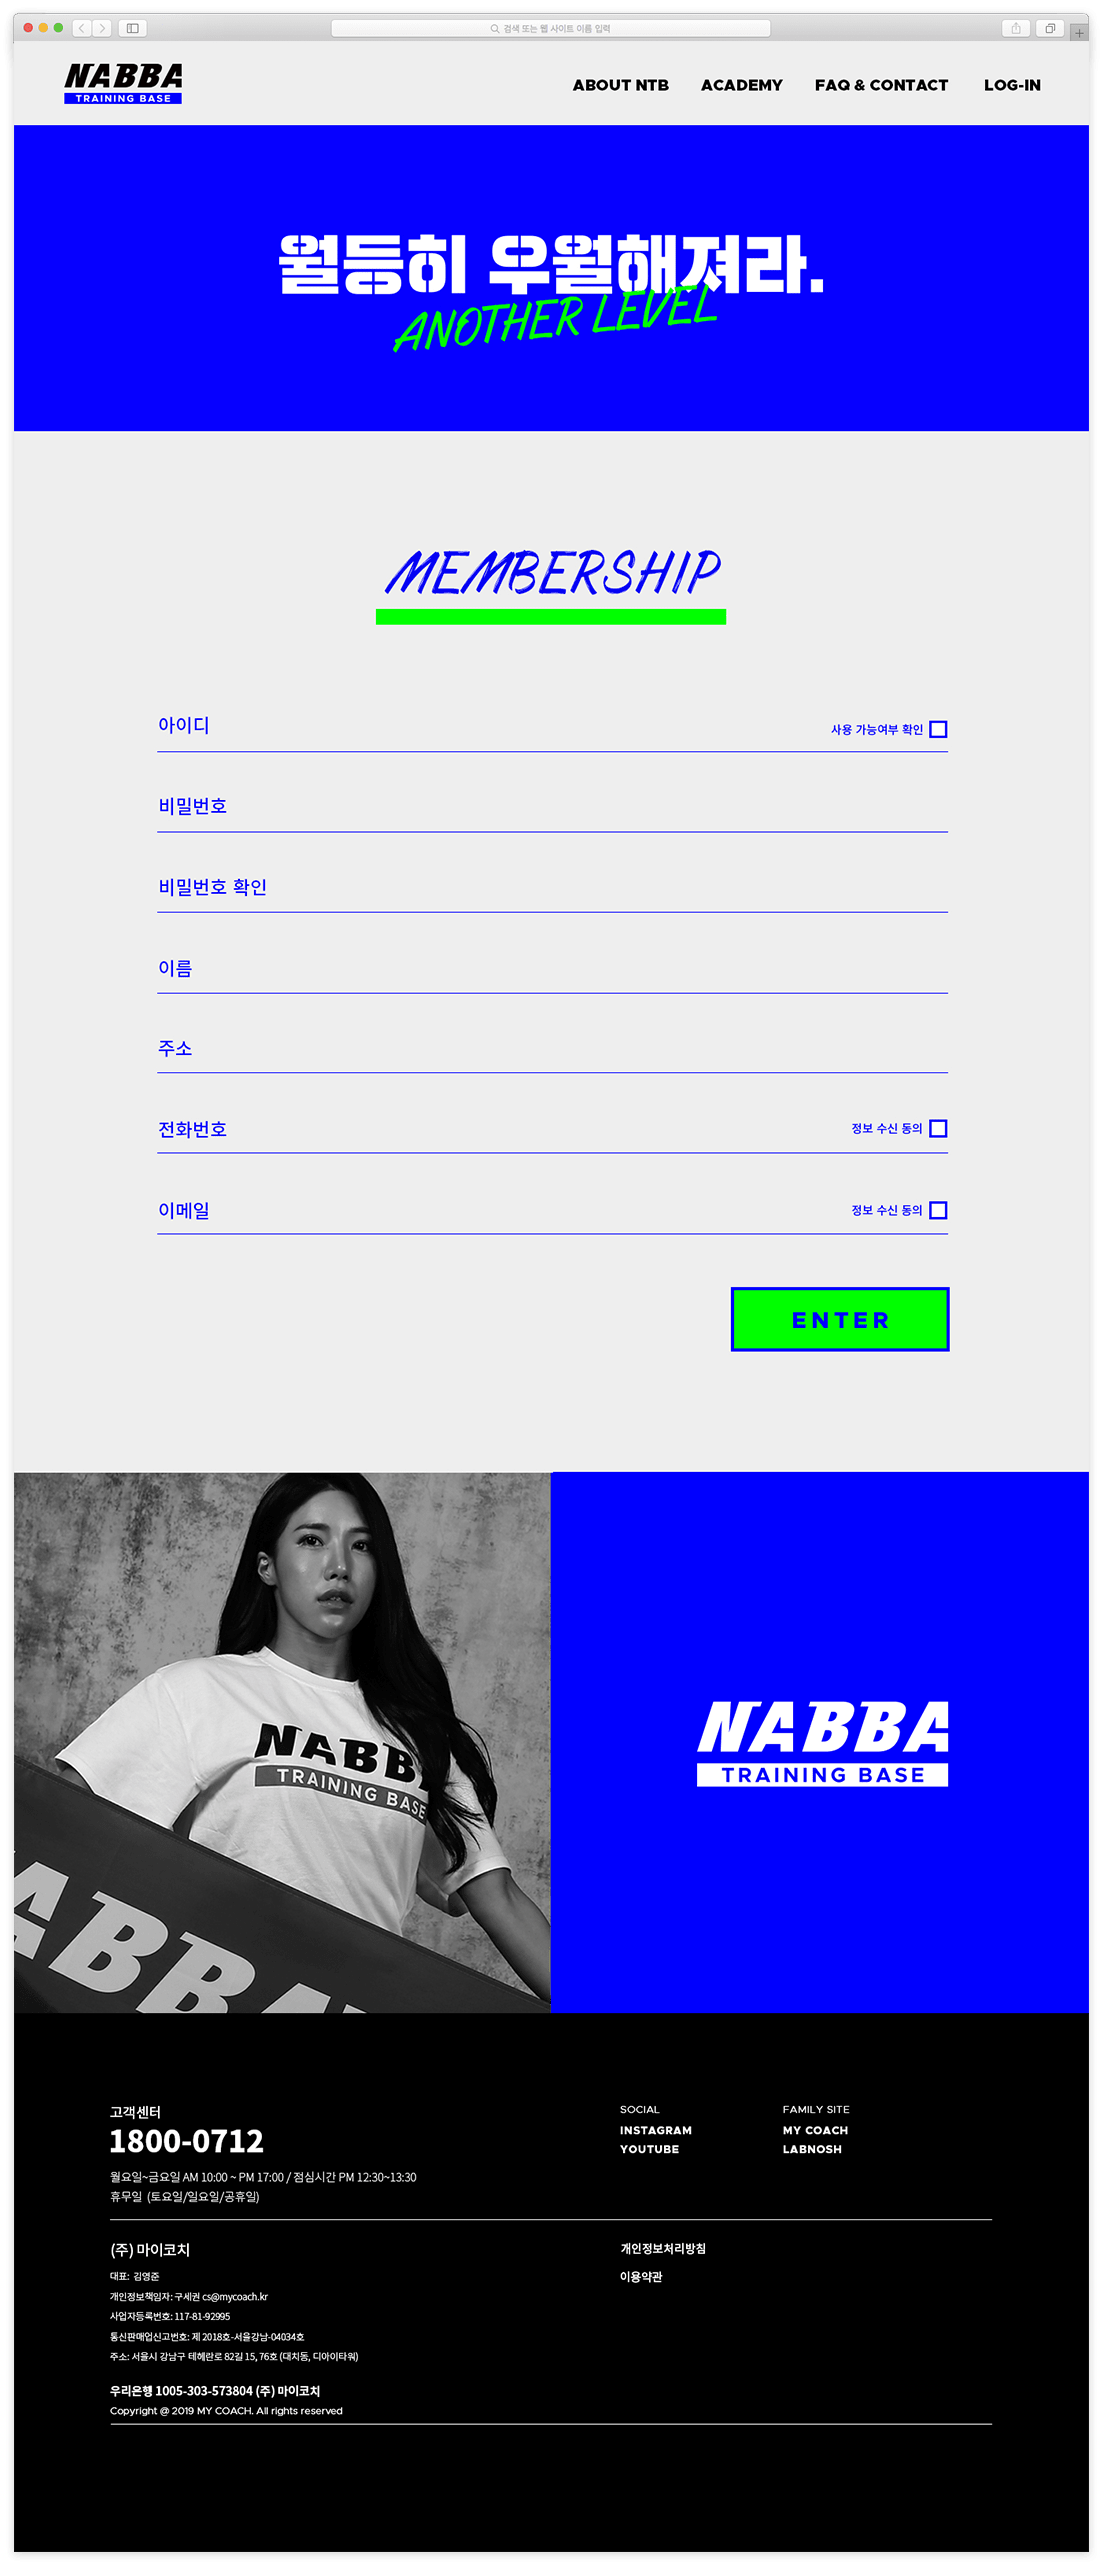 검색 또는 웹 사이트 이름 입력
NABBA
TRAINING BASE
ABOUT NTB
ACADEMY
FAQ & CONTACT
LOG-IN
월등히 우월해져라.
ANOTHER LEVEL
MEMBERSHIP
아이디
사용 가능여부 확인
비밀번호
비밀번호 확인
이름
주소
전화번호
정보 수신 동의
이메일
정보 수신 동의
ENTER
NABBA
TRAINING BASE
ABBA
NABBA
TRAINING BASE
고객센터
1800-0712
월요일~금요일 AM 10:00 ~ PM 17:00 / 점심시간 PM 12:30~13:30
휴무일 (토요일/일요일/공휴일)
SOCIAL
INSTAGRAM
YOUTUBE
FAMILY SITE
MY COACH
LABNOSH
(주) 마이코치
대표: 김영준
개인정보책임자: 구세권 cs@mycoach.kr
사업자등록번호: 117-81-92995
통신판매업신고번호: 제 2018호-서울강남-04034호
주소: 서울시 강남구 테헤란로 82길 15, 76호 (대치동, 디아이타워)
개인정보처리방침
이용약관
우리은행 1005-303-573804 (주) 마이코치
Copyright @ 2019 MY COACH. All rights reserved